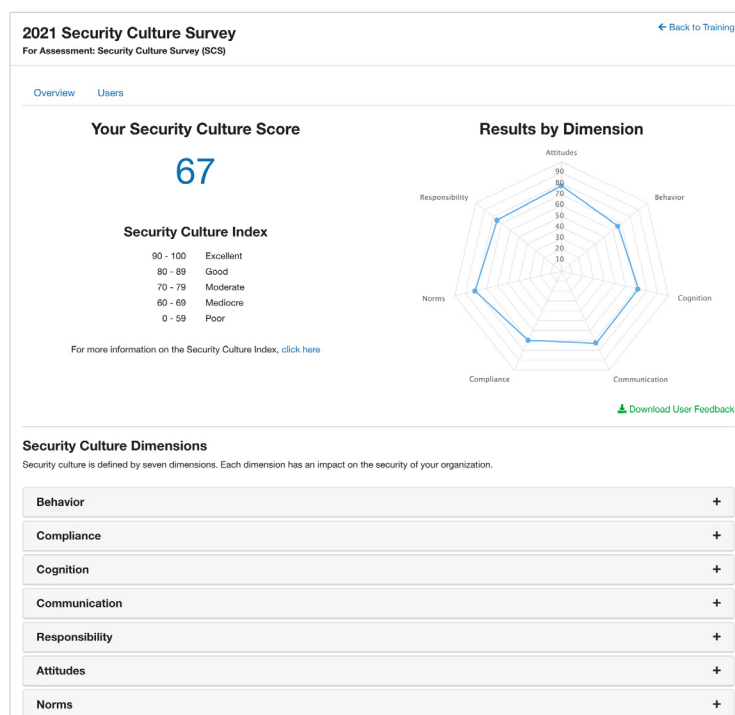 2021 Security Culture Survey
← Back to Training
For Assessment: Security Culture Survey (SCS)
Overview Users
Your Security Culture Score
67
Security Culture Index
90 - 100 Excellent
80 - 89 Good
70 - 79 Moderate
60 - 69 Mediocre
0 - 59 Poor
For more information on the Security Culture Index, click here
Results by Dimension
Attitudes
90
80
70
60
50
40
30
20
10
Responsibility
Behavior
Norms
Cognition
Compliance
Communication
Download User Feedback
Security Culture Dimensions
Security culture is defined by seven dimensions. Each dimension has an impact on the security of your organization.
Behavior +
Compliance +
Cognition +
Communication +
Responsibility +
Attitudes +
Norms +